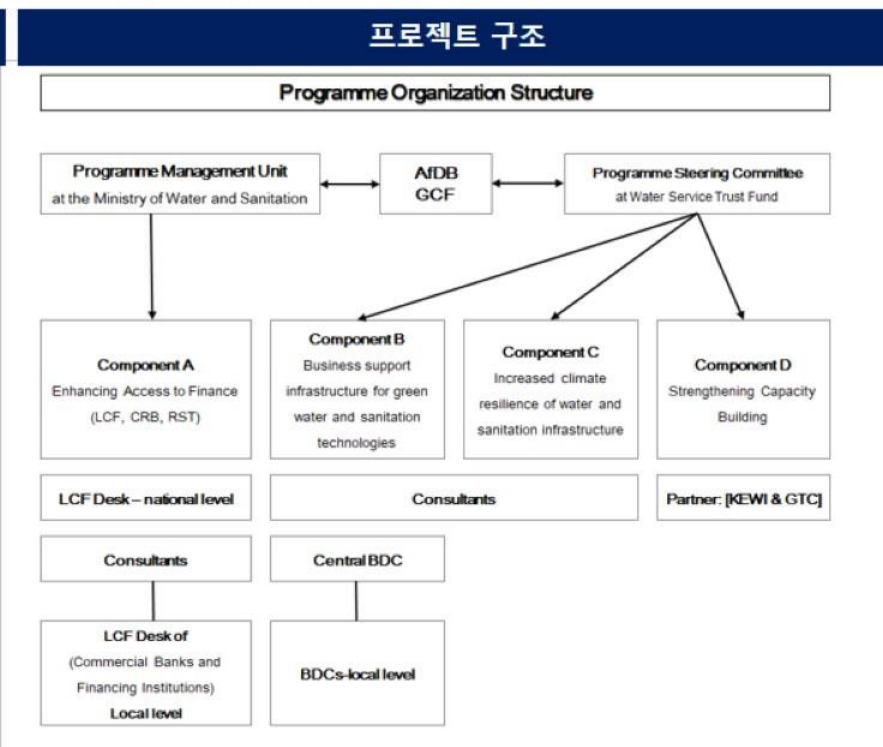 프로젝트 구조
Programme Organization Structure
Programme Management Unit
at the Ministry of Water and Sanitation
AfDB
GCF
Programme Steering Committee
at Water Service Trust Fund
Component A
Enhancing Access to Finance
(LCF, CRB, RST)
Component B
Business support
infrastructure for green
water and sanitation
technologies
Component C
Increased climate
resilience of water and
sanitation infrastructure
Component D
Strengthening Capacity
Building
LCF Desk – national level
Consultants
Partner: [KEWI & GTC]
Consultants
Central BDC
LCF Desk of
(Commercial Banks and
Financing Institutions)
Local level
BDCs-local level